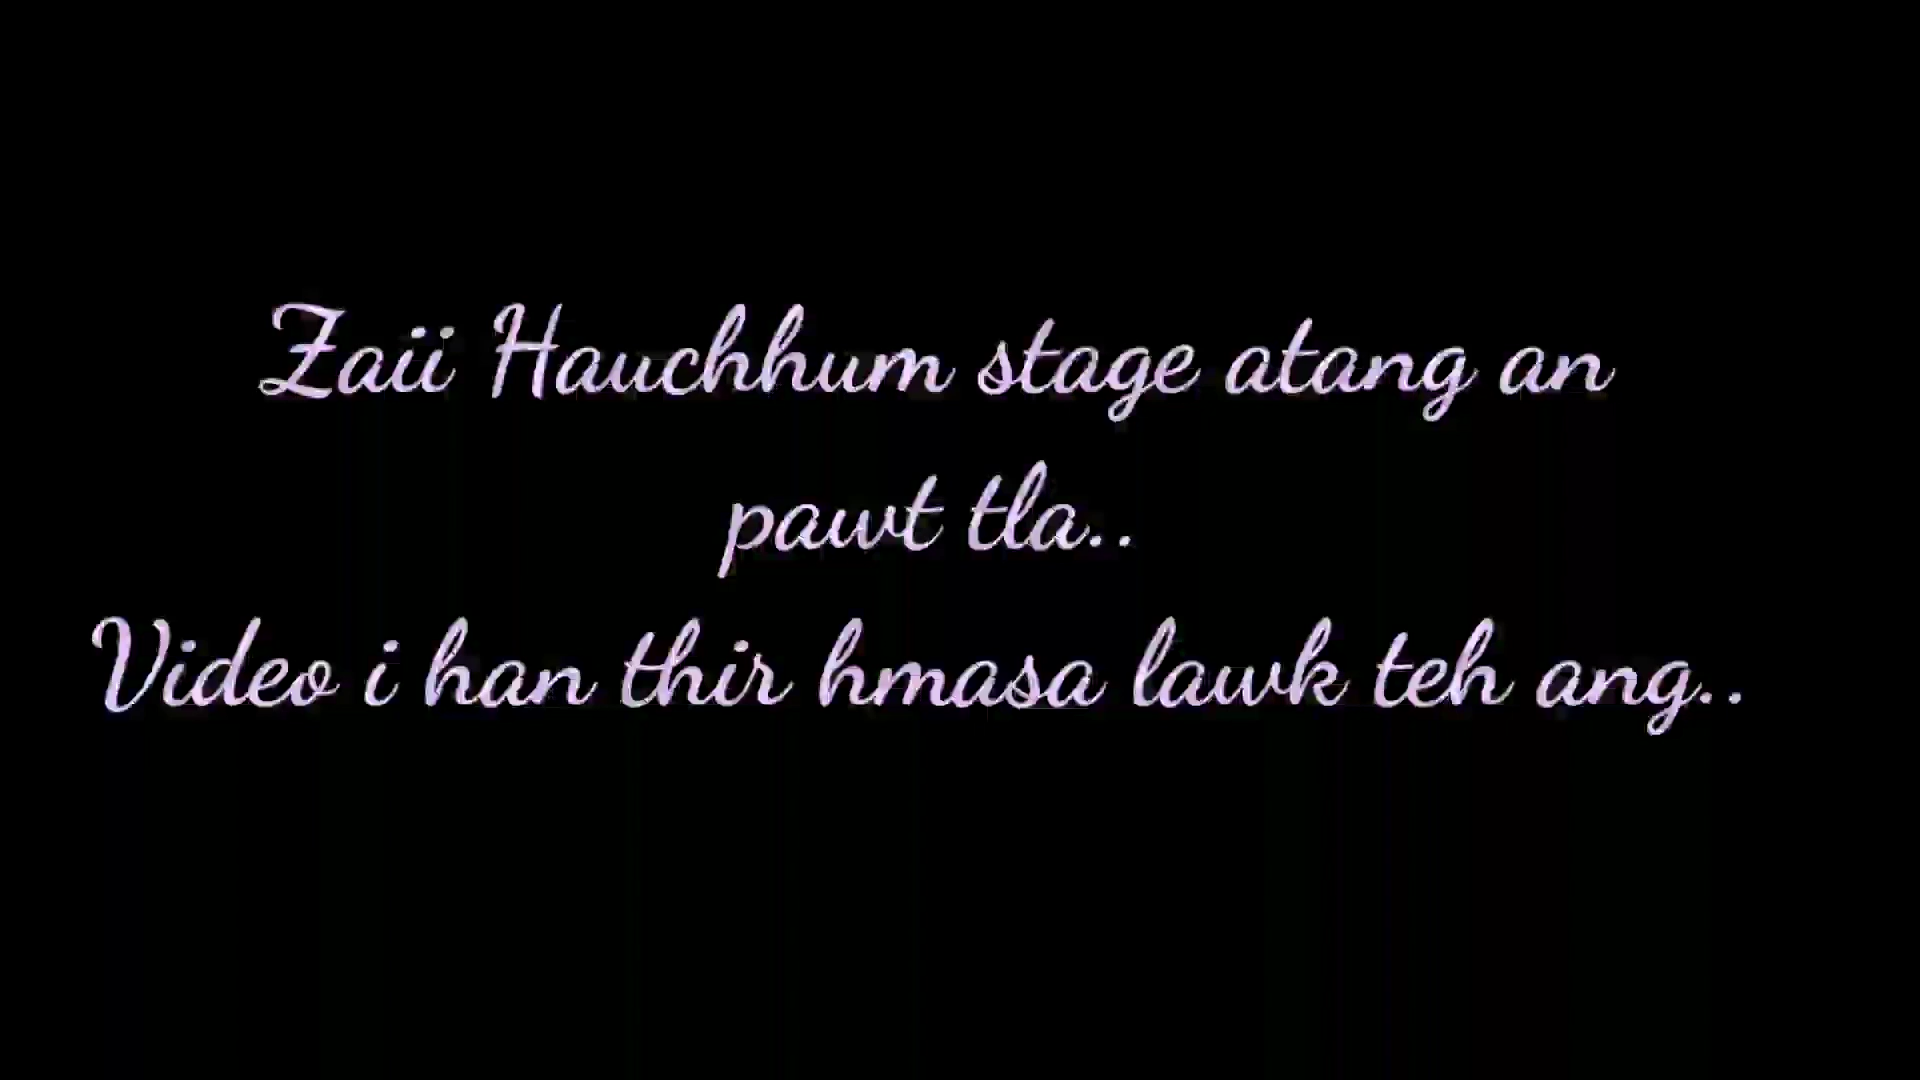 Zaii Hauchhum stage atang an
pawt tla..
Video i han thir hmasa lawk teh ang..